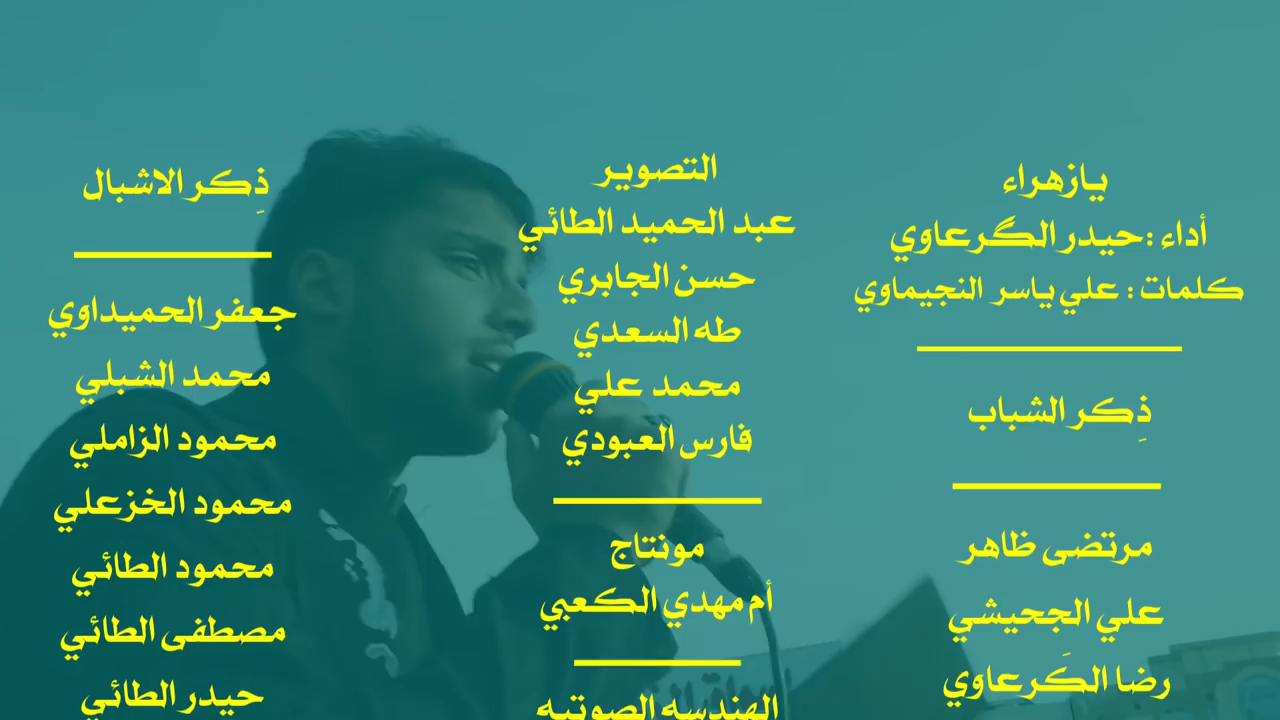 يازهراء
أداء : حيدر الگرعاوي
كلمات : علي ياسر النجيماوي
ذِكر الشباب
مرتضى ظاهر
علي الجحيشي
رضا الكَرعاوي
التصوير
عبد الحميد الطائي
حسن الجابري
طه السعدي
محمد علي
فارس العبودي
مونتاج
أم مهدي الكعبي
الهندسه الصوتيه
ذِكر الاشبال
جعفر الحميداوي
محمد الشبلي
محمود الزاملي
محمود الخزعلي
محمود الطائي
مصطفى الطائي
حيدر الطائي